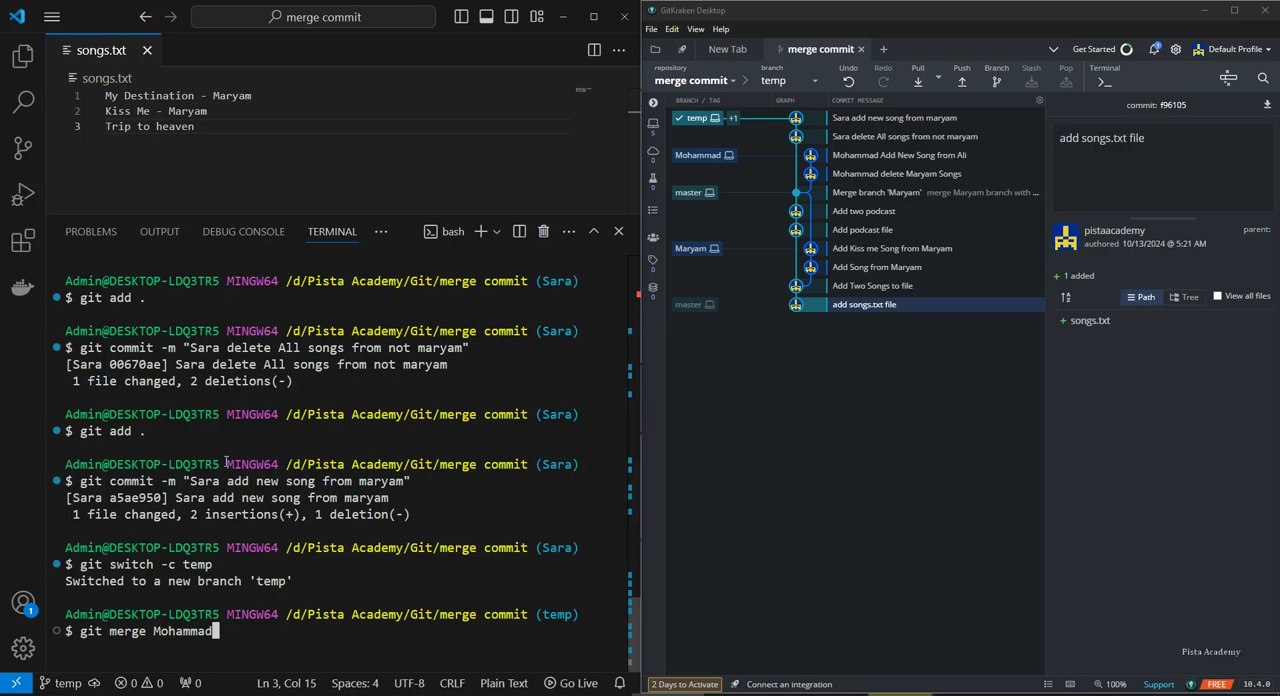 merge commit
songs.txt
songs.txt
1 My Destination - Maryam
2 Kiss Me - Maryam
3 Trip to heaven
PROBLEMS OUTPUT DEBUG CONSOLE TERMINAL ... bash
Admin@DESKTOP-LDQ3TR5 MINGW64 /d/Pista Academy/Git/merge commit (Sara)
$ git add .
Admin@DESKTOP-LDQ3TR5 MINGW64 /d/Pista Academy/Git/merge commit (Sara)
$ git commit -m "Sara delete All songs from not maryam"
[Sara 00670ae] Sara delete All songs from not maryam
1 file changed, 2 deletions(-)
Admin@DESKTOP-LDQ3TR5 MINGW64 /d/Pista Academy/Git/merge commit (Sara)
$ git add .
Admin@DESKTOP-LDQ3TR5 MINGW64 /d/Pista Academy/Git/merge commit (Sara)
$ git commit -m "Sara add new song from maryam"
[Sara a5ae950] Sara add new song from maryam
1 file changed, 2 insertions(+), 1 deletion(-)
Admin@DESKTOP-LDQ3TR5 MINGW64 /d/Pista Academy/Git/merge commit (Sara)
$ git switch -c temp
Switched to a new branch 'temp'
Admin@DESKTOP-LDQ3TR5 MINGW64 /d/Pista Academy/Git/merge commit (temp)
$ git merge Mohammad
1
temp 0 0 0 Ln 3, Col 15 Spaces: 4 UTF-8 CRLF Plain Text Go Live
GitKraken Desktop
File Edit View Help
New Tab merge commit Get Started 1 Default Profile
repository branch Undo Redo Pull Push Branch Stash Pop Terminal
merge commit temp
BRANCH / TAG GRAPH COMMIT MESSAGE
5
0
0
0
0
temp +1 Sara add new song from maryam
Sara delete All songs from not maryam
Mohammad Mohammad Add New Song from Ali
Mohammad delete Maryam Songs
master Merge branch 'Maryam' merge Maryam branch with ...
Add two podcast
Add podcast file
Maryam Add Kiss me Song from Maryam
Add Song from Maryam
Add Two Songs to file
master add songs.txt file
commit: f96105
add songs.txt file
pistaacademy parent:
authored 10/13/2024 @ 5:21 AM
+ 1 added
Path Tree View all files
+ songs.txt
Pista Academy
2 Days to Activate Connect an integration 100% Support FREE 10.4.0